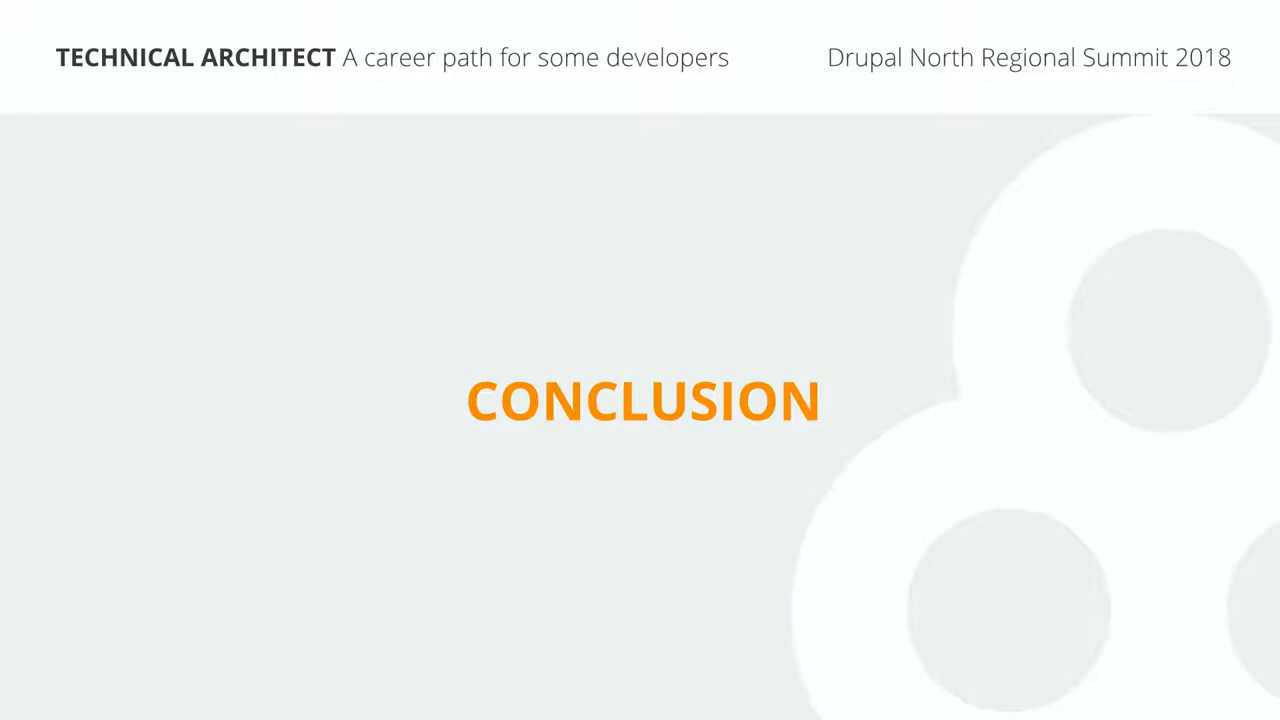 TECHNICAL ARCHITECT A career path for some developers
Drupal North Regional Summit 2018
CONCLUSION